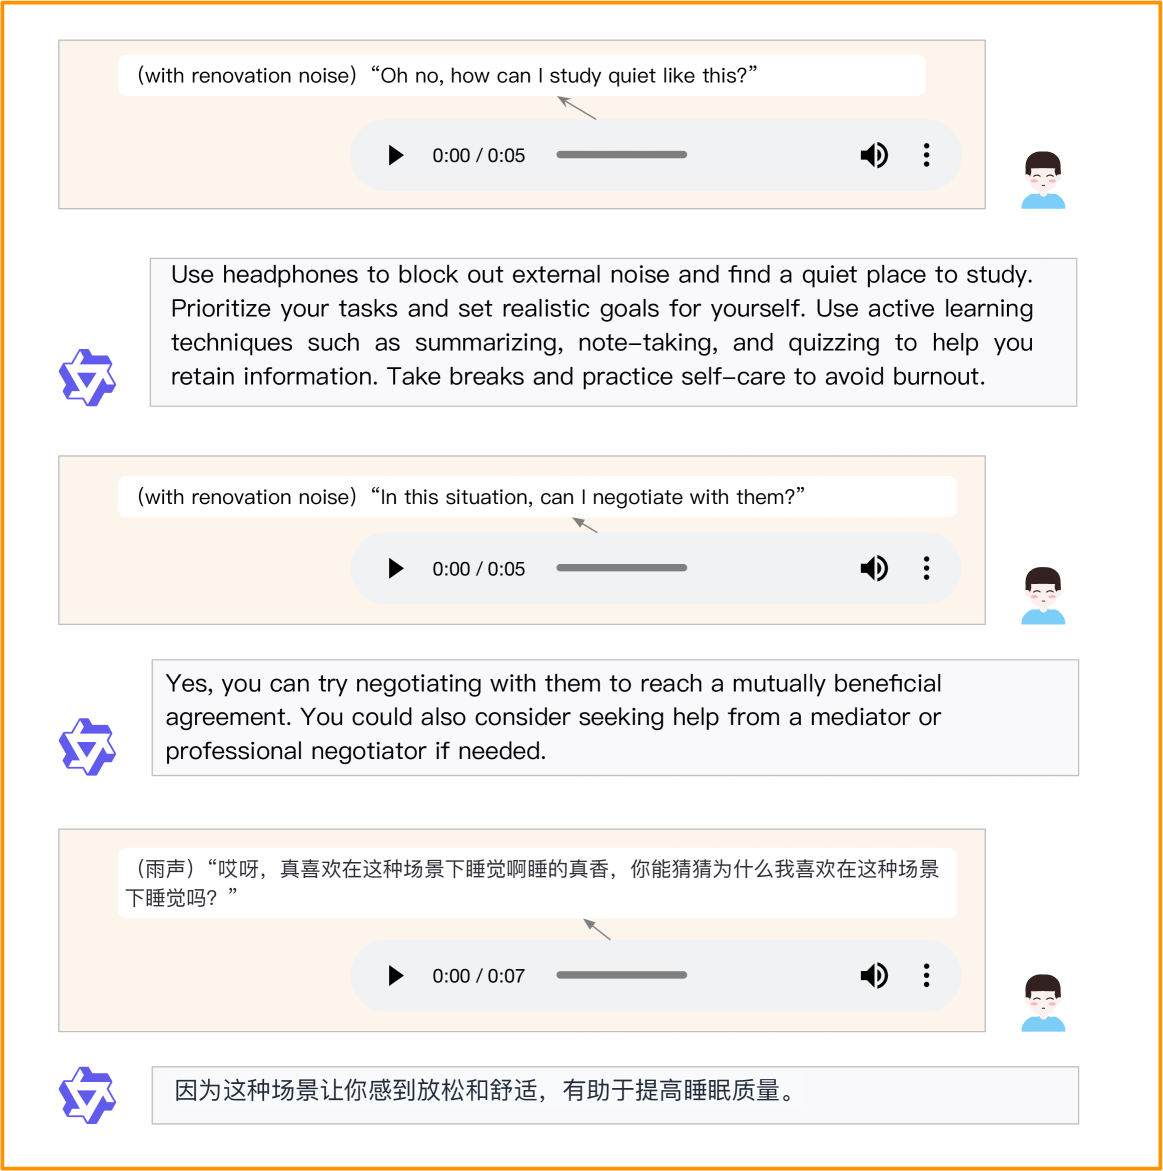 （with renovation noise）“Oh no, how can I study quiet like this?”
0:00 / 0:05
Use headphones to block out external noise and find a quiet place to study.
Prioritize your tasks and set realistic goals for yourself. Use active learning
techniques such as summarizing, note-taking, and quizzing to help you
retain information. Take breaks and practice self-care to avoid burnout.
（with renovation noise）“In this situation, can I negotiate with them?”
0:00 / 0:05
Yes, you can try negotiating with them to reach a mutually beneficial
agreement. You could also consider seeking help from a mediator or
professional negotiator if needed.
（雨声）“哎呀，真喜欢在这种场景下睡觉啊睡的真香，你能猜猜为什么我喜欢在这种场景
下睡觉吗？”
0:00 / 0:07
因为这种场景让你感到放松和舒适，有助于提高睡眠质量。